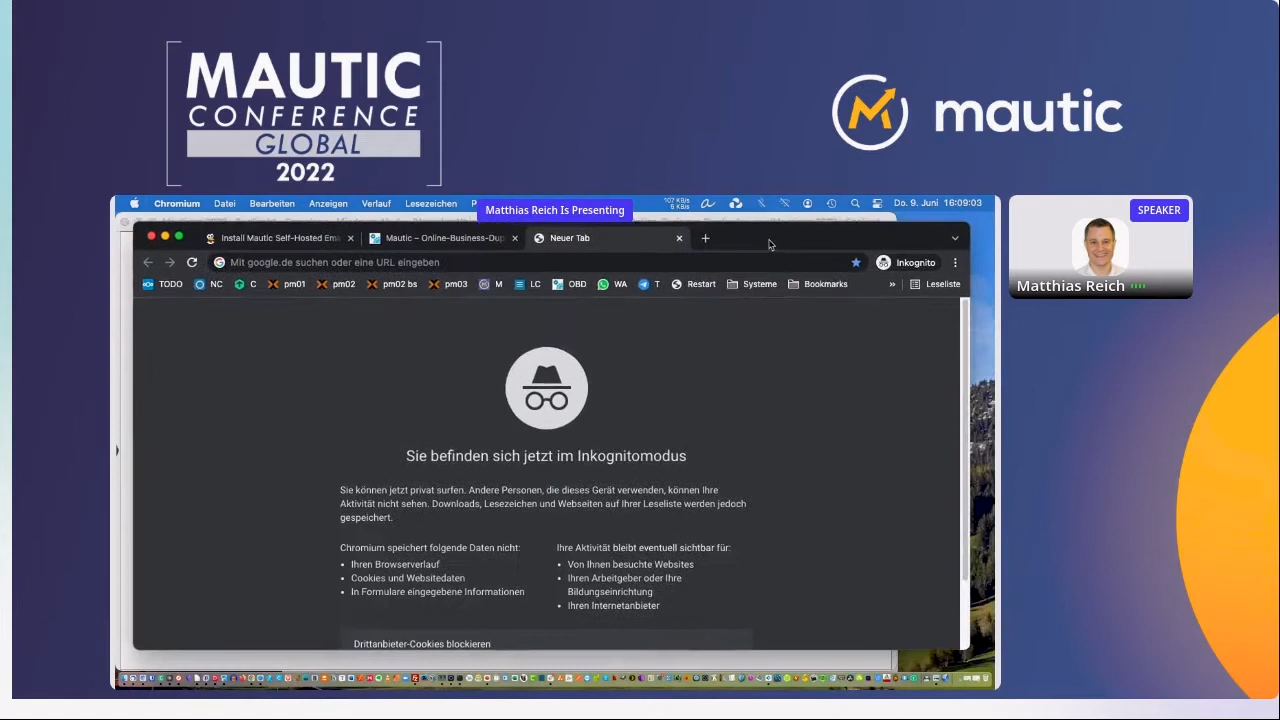 MAUTIC
CONFERENCE
GLOBAL
2022
mautic
Chromium Datei Bearbeiten Anzeigen Verlauf Lesezeichen
Matthias Reich Is Presenting
107 KB/s
6 KB/s
Do. 9. Juni 16:09:03
SPEAKER
Matthias Reich
Install Mautic Self-Hosted Ema
Mautic – Online-Business-Dup
Neuer Tab
Mit google.de suchen oder eine URL eingeben
Inkognito
TODO NC C pm01 pm02 pm02 bs pm03 M LC OBD WA T Restart Systeme Bookmarks » Leseliste
Sie befinden sich jetzt im Inkognitomodus
Sie können jetzt privat surfen. Andere Personen, die dieses Gerät verwenden, können Ihre
Aktivität nicht sehen. Downloads, Lesezeichen und Webseiten auf Ihrer Leseliste werden jedoch
gespeichert.
Chromium speichert folgende Daten nicht:
• Ihren Browserverlauf
• Cookies und Websitedaten
• In Formulare eingegebene Informationen
Ihre Aktivität bleibt eventuell sichtbar für:
• Von Ihnen besuchte Websites
• Ihren Arbeitgeber oder Ihre
Bildungseinrichtung
• Ihren Internetanbieter
Drittanbieter-Cookies blockieren